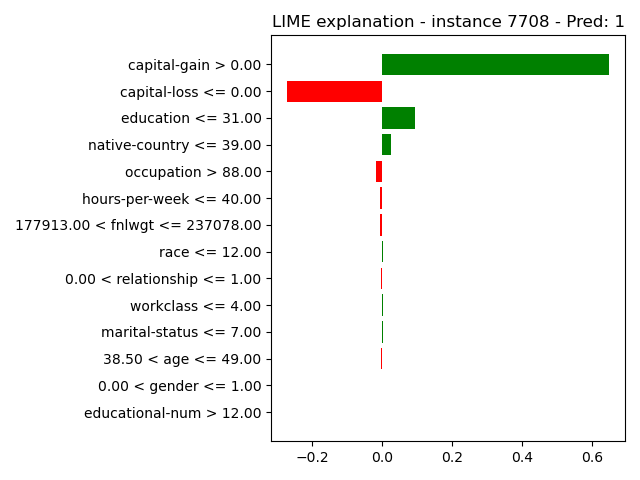 LIME explanation - instance 7708 - Pred: 1
capital-gain > 0.00
capital-loss <= 0.00
education <= 31.00
native-country <= 39.00
occupation > 88.00
hours-per-week <= 40.00
177913.00 < fnlwgt <= 237078.00
race <= 12.00
0.00 < relationship <= 1.00
workclass <= 4.00
marital-status <= 7.00
38.50 < age <= 49.00
0.00 < gender <= 1.00
educational-num > 12.00
−0.2 0.0 0.2 0.4 0.6